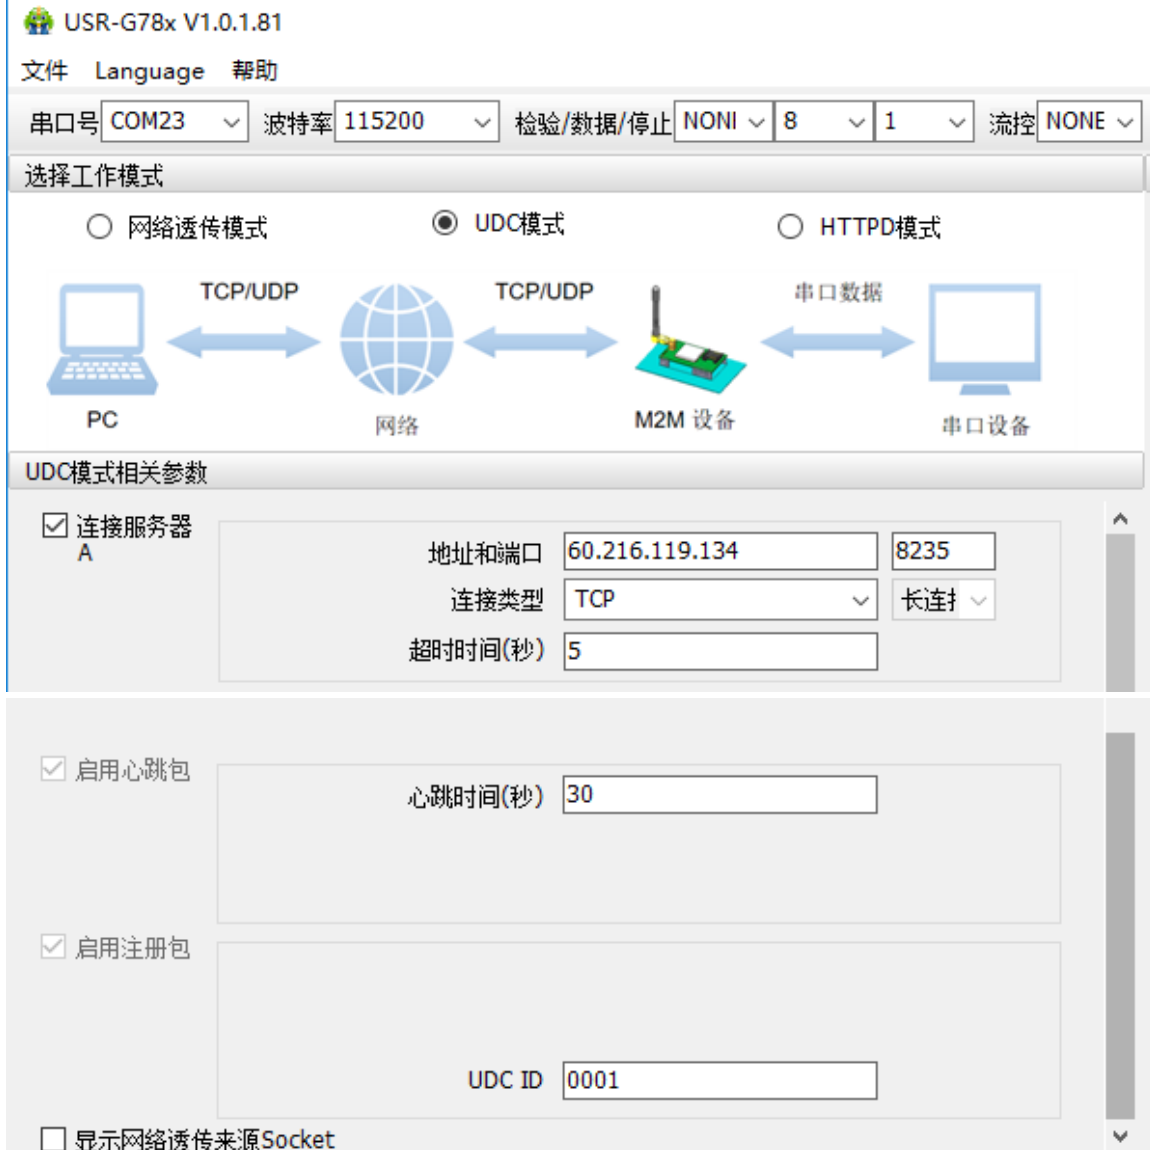 USR-G78x V1.0.1.81
文件 Language 帮助
串口号 COM23 波特率 115200 检验/数据/停止 NONI 8 1 流控 NONE
选择工作模式
网络透传模式 UDC模式 HTTPD模式
TCP/UDP TCP/UDP 串口数据
PC 网络 M2M 设备 串口设备
UDC模式相关参数
连接服务器
A
地址和端口 60.216.119.134 8235
连接类型 TCP 长连
超时时间(秒) 5
启用心跳包
心跳时间(秒) 30
启用注册包
UDC ID 0001
显示网络透传来源Socket